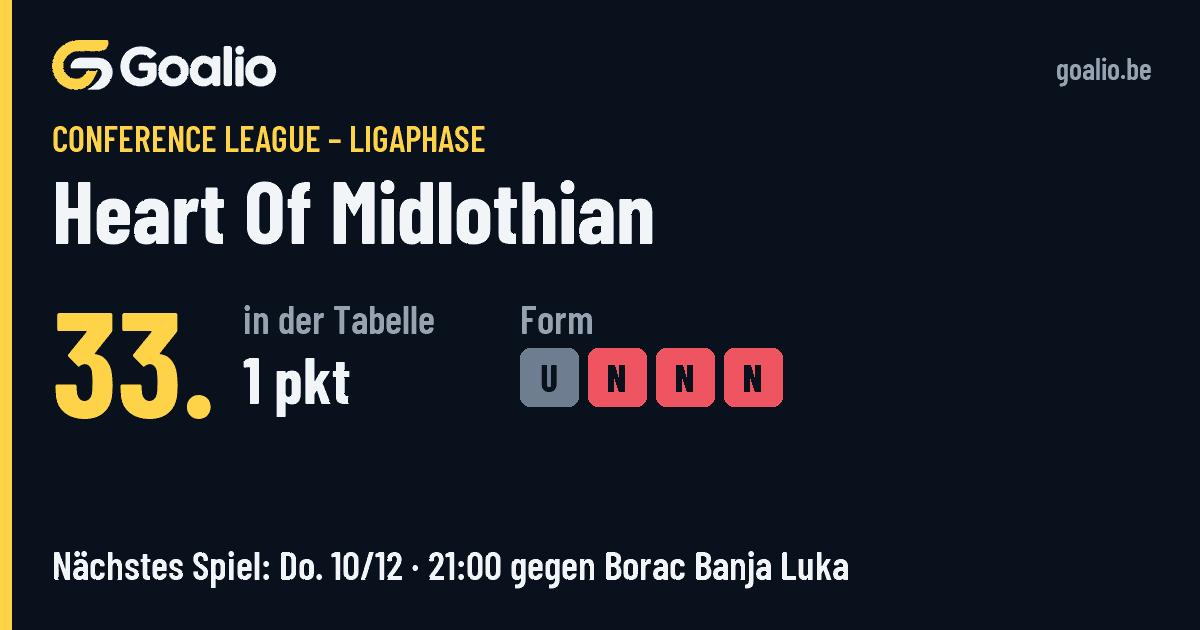 Goalio
goalio.be
CONFERENCE LEAGUE – LIGAPHASE
Heart Of Midlothian
33.
in der Tabelle
1 pkt
Form
U N N N
Nächstes Spiel: Do. 10/12 · 21:00 gegen Borac Banja Luka